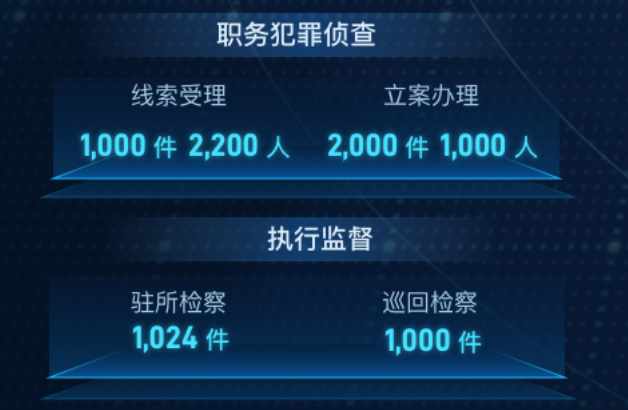 职务犯罪侦查
线索受理 立案办理
1,000 件 2,200 人 2,000 件 1,000 人
执行监督
驻所检察 巡回检察
1,024 件 1,000 件